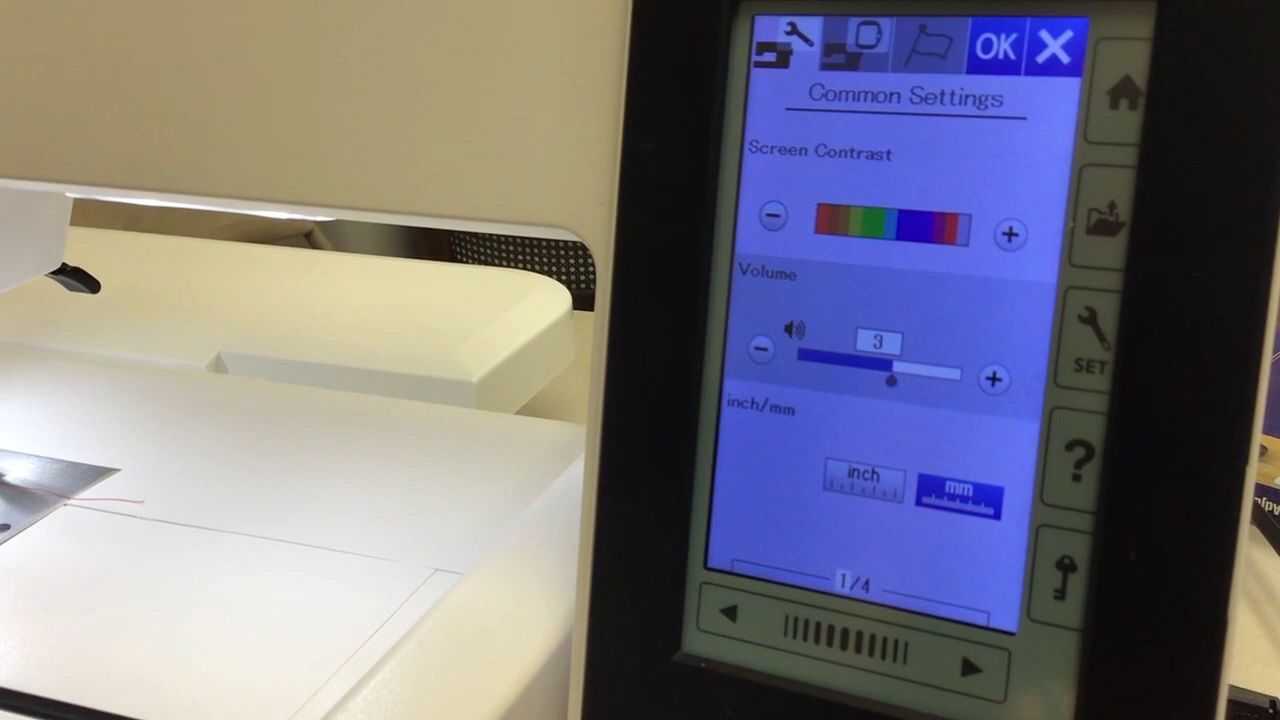 OK
Common Settings
Screen Contrast
Volume
3
SET
inch/mm
inch
mm
?
1/4